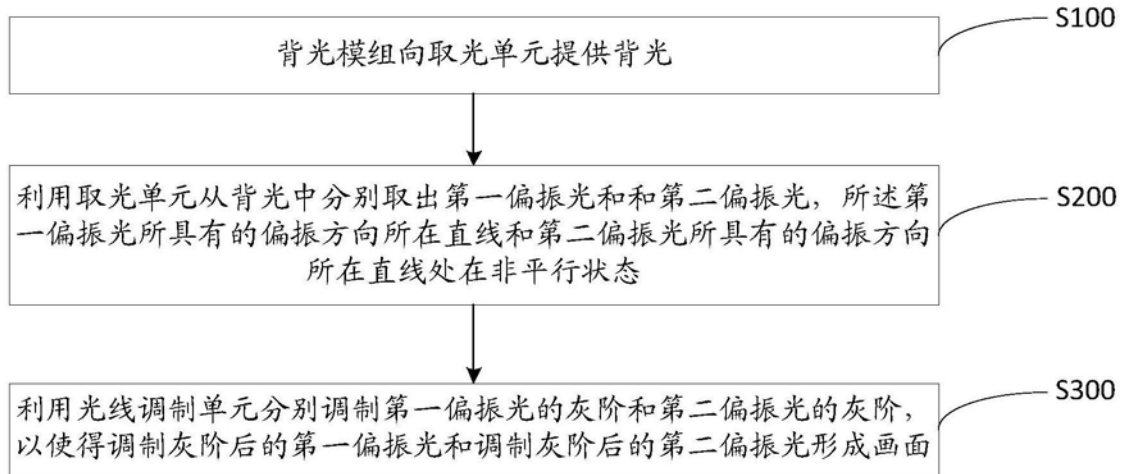 背光模组向取光单元提供背光
S100
利用取光单元从背光中分别取出第一偏振光和和第二偏振光，所述第
一偏振光所具有的偏振方向所在直线和第二偏振光所具有的偏振方向
所在直线处在非平行状态
S200
利用光线调制单元分别调制第一偏振光的灰阶和第二偏振光的灰阶，
以使得调制灰阶后的第一偏振光和调制灰阶后的第二偏振光形成画面
S300